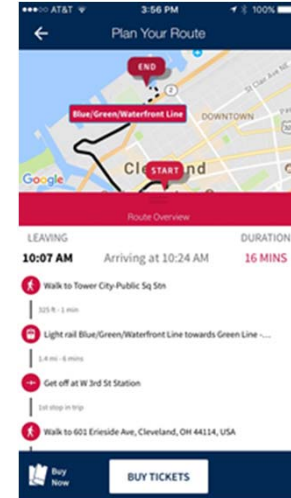 AT&T 3:56 PM 100%
Plan Your Route
END
2
St Clair Ave NE
Blue/Green/Waterfront Line
DOWNTOWN
Cl nd
START
Google
Route Overview
LEAVING DURATION
10:07 AM Arriving at 10:24 AM 16 MINS
Walk to Tower City-Public Sq Stn
325 ft - 1 min
Light rail Blue/Green/Waterfront Line towards Green Line -...
1.4 mi - 6 mins
Get off at W 3rd St Station
1st stop in trip
Walk to 601 Erieside Ave, Cleveland, OH 44114, USA
Buy
Now
BUY TICKETS